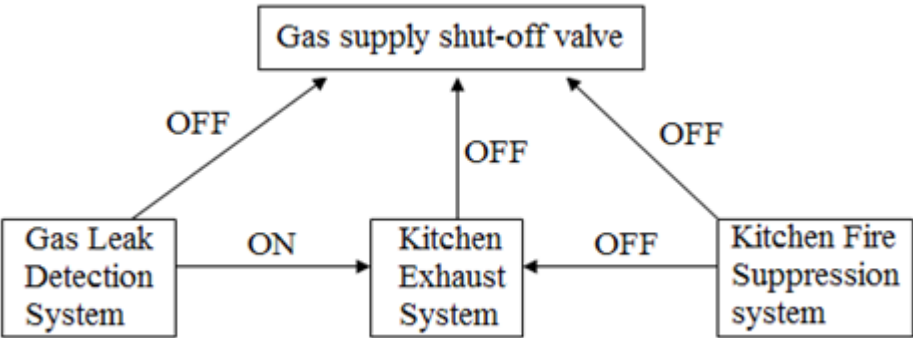 Gas supply shut-off valve
OFF
OFF
OFF
Gas Leak
Detection
System
ON
Kitchen
Exhaust
System
OFF
Kitchen Fire
Suppression
system